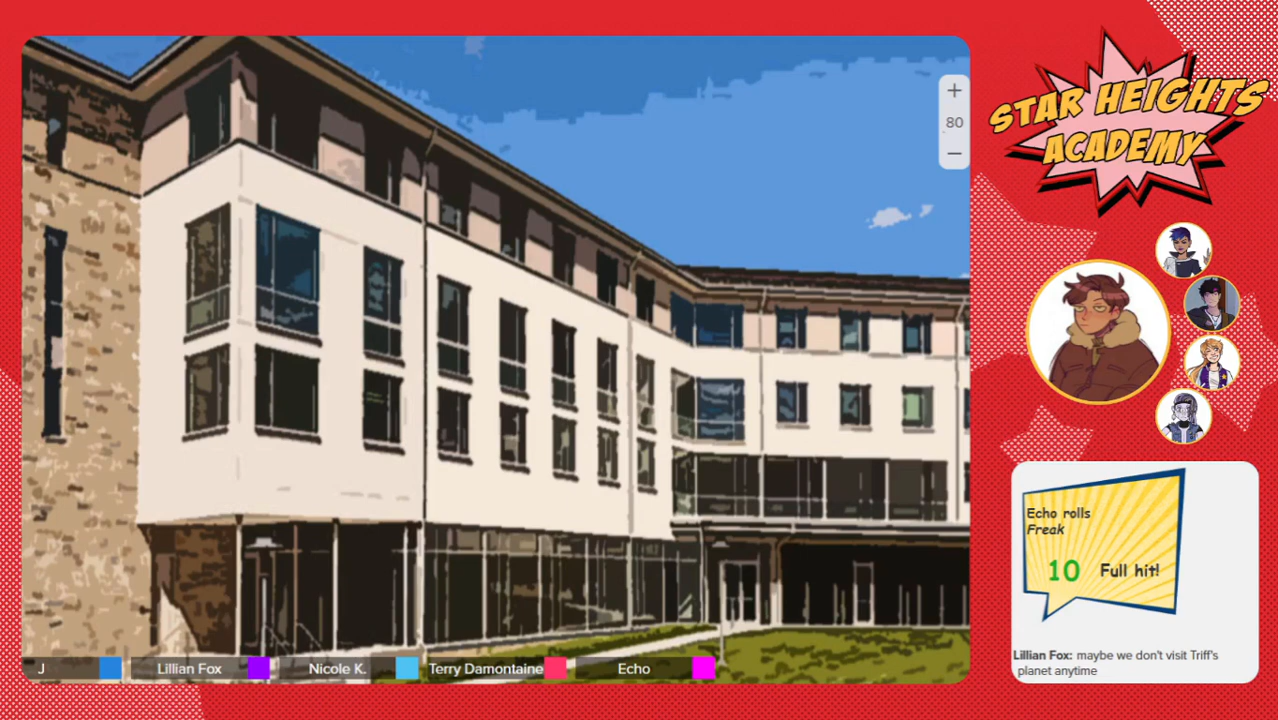 STAR HEIGHTS
ACADEMY
+
80
−
Echo rolls
Freak
10 Full hit!
Lillian Fox: maybe we don't visit Triff's
planet anytime
J Lillian Fox Nicole K. Terry Damontaine Echo